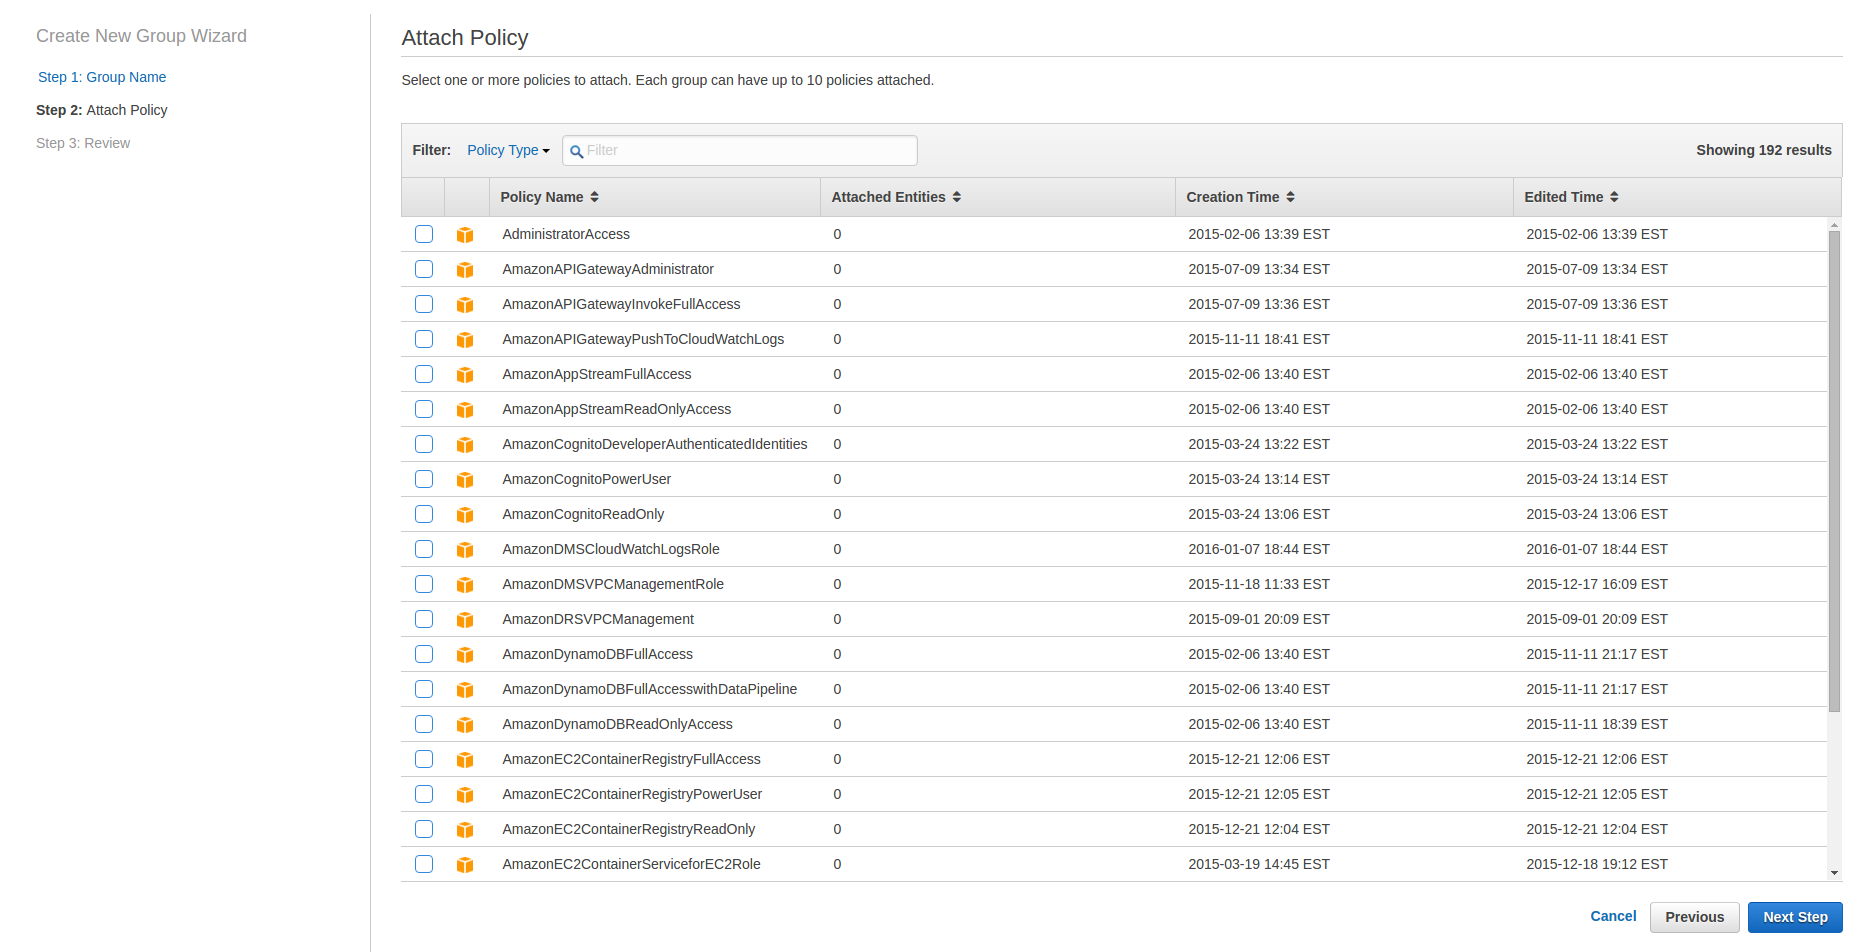 Create New Group Wizard
Step 1: Group Name
Step 2: Attach Policy
Step 3: Review
Attach Policy
Select one or more policies to attach. Each group can have up to 10 policies attached.
Filter: Policy Type Filter Showing 192 results
Policy Name Attached Entities Creation Time Edited Time
AdministratorAccess 0 2015-02-06 13:39 EST 2015-02-06 13:39 EST
AmazonAPIGatewayAdministrator 0 2015-07-09 13:34 EST 2015-07-09 13:34 EST
AmazonAPIGatewayInvokeFullAccess 0 2015-07-09 13:36 EST 2015-07-09 13:36 EST
AmazonAPIGatewayPushToCloudWatchLogs 0 2015-11-11 18:41 EST 2015-11-11 18:41 EST
AmazonAppStreamFullAccess 0 2015-02-06 13:40 EST 2015-02-06 13:40 EST
AmazonAppStreamReadOnlyAccess 0 2015-02-06 13:40 EST 2015-02-06 13:40 EST
AmazonCognitoDeveloperAuthenticatedIdentities 0 2015-03-24 13:22 EST 2015-03-24 13:22 EST
AmazonCognitoPowerUser 0 2015-03-24 13:14 EST 2015-03-24 13:14 EST
AmazonCognitoReadOnly 0 2015-03-24 13:06 EST 2015-03-24 13:06 EST
AmazonDMSCloudWatchLogsRole 0 2016-01-07 18:44 EST 2016-01-07 18:44 EST
AmazonDMSVPCManagementRole 0 2015-11-18 11:33 EST 2015-12-17 16:09 EST
AmazonDRSVPCManagement 0 2015-09-01 20:09 EST 2015-09-01 20:09 EST
AmazonDynamoDBFullAccess 0 2015-02-06 13:40 EST 2015-11-11 21:17 EST
AmazonDynamoDBFullAccesswithDataPipeline 0 2015-02-06 13:40 EST 2015-11-11 21:17 EST
AmazonDynamoDBReadOnlyAccess 0 2015-02-06 13:40 EST 2015-11-11 18:39 EST
AmazonEC2ContainerRegistryFullAccess 0 2015-12-21 12:06 EST 2015-12-21 12:06 EST
AmazonEC2ContainerRegistryPowerUser 0 2015-12-21 12:05 EST 2015-12-21 12:05 EST
AmazonEC2ContainerRegistryReadOnly 0 2015-12-21 12:04 EST 2015-12-21 12:04 EST
AmazonEC2ContainerServiceforEC2Role 0 2015-03-19 14:45 EST 2015-12-18 19:12 EST
Cancel Previous Next Step